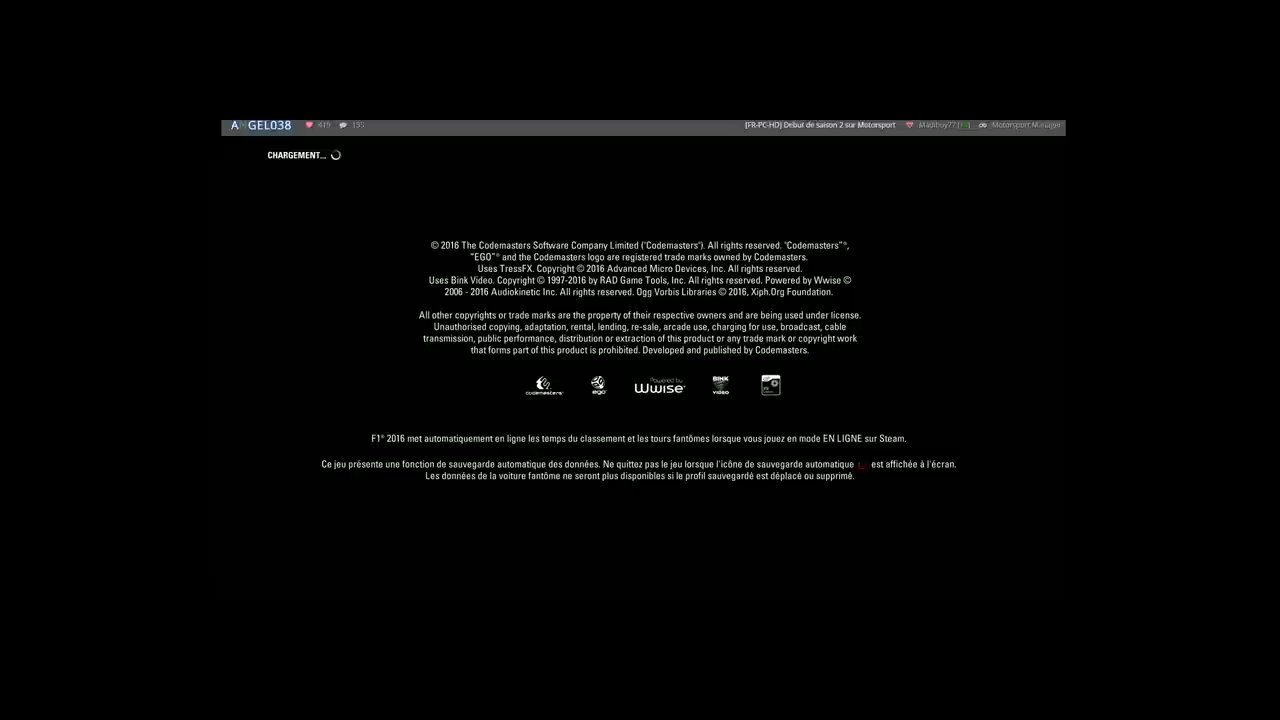 ANGEL038 419 133 [FR-PC-HD] Debut de saison 2 sur Motorsport Madiboy77 Motorsport Manager
CHARGEMENT...
© 2016 The Codemasters Software Company Limited ("Codemasters"). All rights reserved. "Codemasters"®,
"EGO"® and the Codemasters logo are registered trade marks owned by Codemasters.
Uses TressFX. Copyright © 2016 Advanced Micro Devices, Inc. All rights reserved.
Uses Bink Video. Copyright © 1997-2016 by RAD Game Tools, Inc. All rights reserved. Powered by Wwise ©
2006 - 2016 Audiokinetic Inc. All rights reserved. Ogg Vorbis Libraries © 2016, Xiph.Org Foundation.
All other copyrights or trade marks are the property of their respective owners and are being used under license.
Unauthorised copying, adaptation, rental, lending, re-sale, arcade use, charging for use, broadcast, cable
transmission, public performance, distribution or extraction of this product or any trade mark or copyright work
that forms part of this product is prohibited. Developed and published by Codemasters.
Codemasters ego Powered by Wwise BINK VIDEO
F1® 2016 met automatiquement en ligne les temps du classement et les tours fantômes lorsque vous jouez en mode EN LIGNE sur Steam.
Ce jeu présente une fonction de sauvegarde automatique des données. Ne quittez pas le jeu lorsque l'icône de sauvegarde automatique est affichée à l'écran.
Les données de la voiture fantôme ne seront plus disponibles si le profil sauvegardé est déplacé ou supprimé.